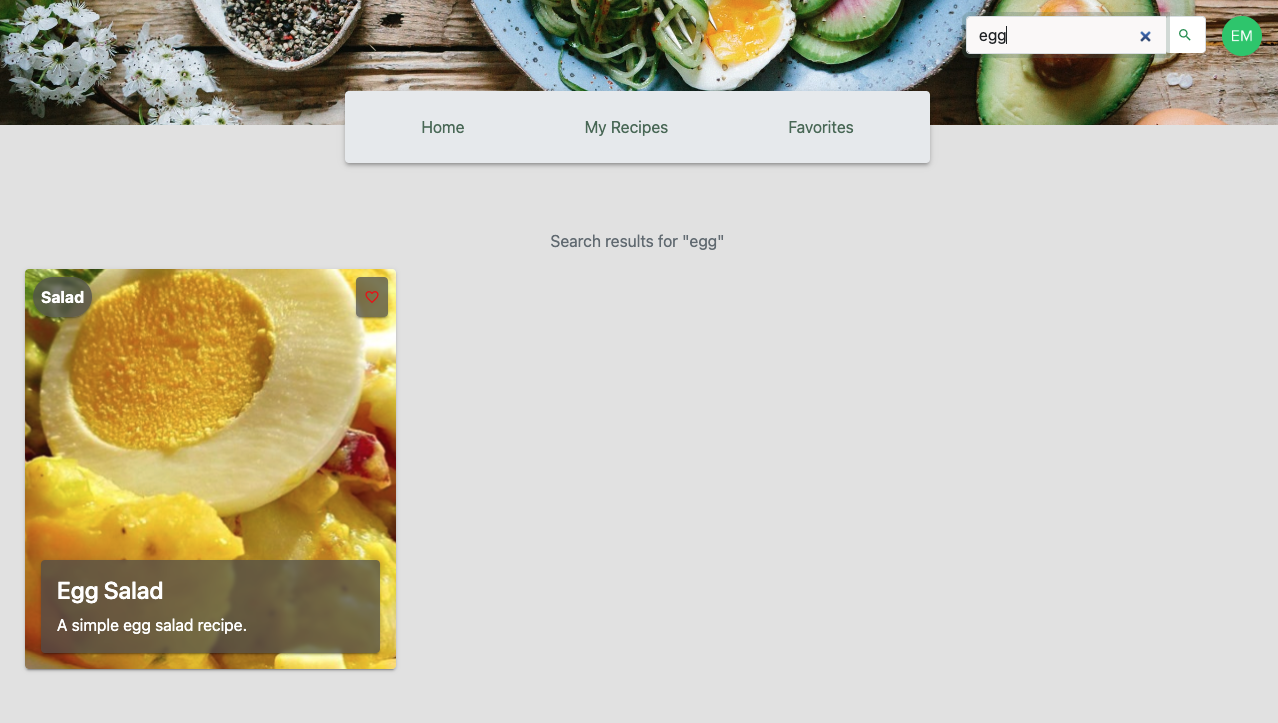 egg
EM
Home My Recipes Favorites
Search results for "egg"
Salad
Egg Salad
A simple egg salad recipe.